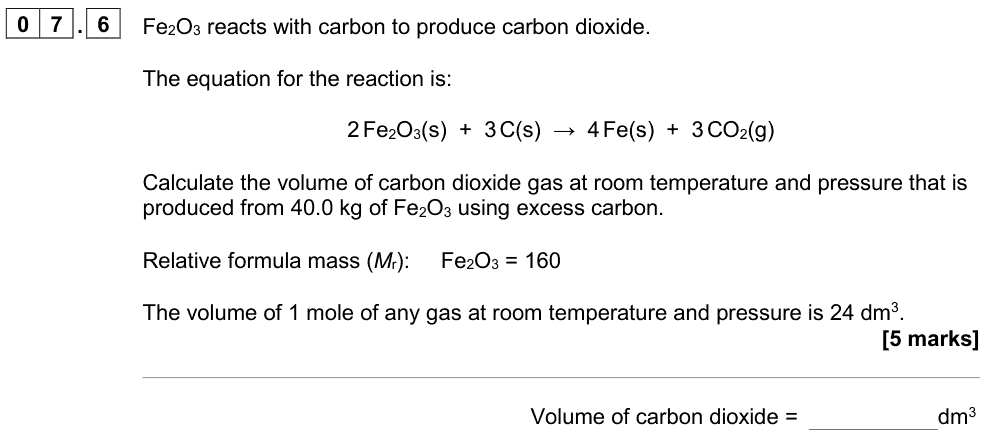 0 7 . 6 Fe₂O₃ reacts with carbon to produce carbon dioxide.
The equation for the reaction is:
2 Fe₂O₃(s) + 3 C(s) → 4 Fe(s) + 3 CO₂(g)
Calculate the volume of carbon dioxide gas at room temperature and pressure that is
produced from 40.0 kg of Fe₂O₃ using excess carbon.
Relative formula mass (Mᵣ): Fe₂O₃ = 160
The volume of 1 mole of any gas at room temperature and pressure is 24 dm³.
[5 marks]
Volume of carbon dioxide = __________ dm³